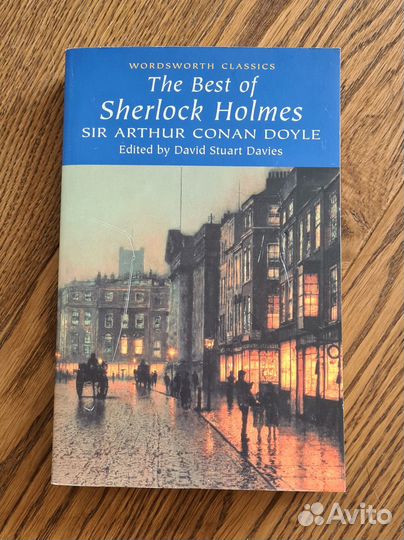 WORDSWORTH CLASSICS
The Best of
Sherlock Holmes
SIR ARTHUR CONAN DOYLE
Edited by David Stuart Davies
Avito